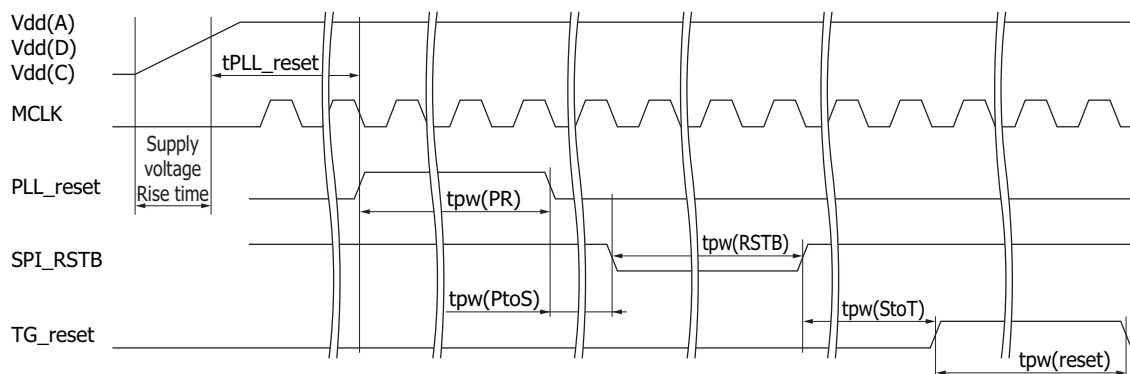 Vdd(A)
Vdd(D)
Vdd(C)
tPLL_reset
MCLK
Supply
voltage
Rise time
PLL_reset
tpw(PR)
SPI_RSTB
tpw(RSTB)
tpw(PtoS)
tpw(StoT)
TG_reset
tpw(reset)